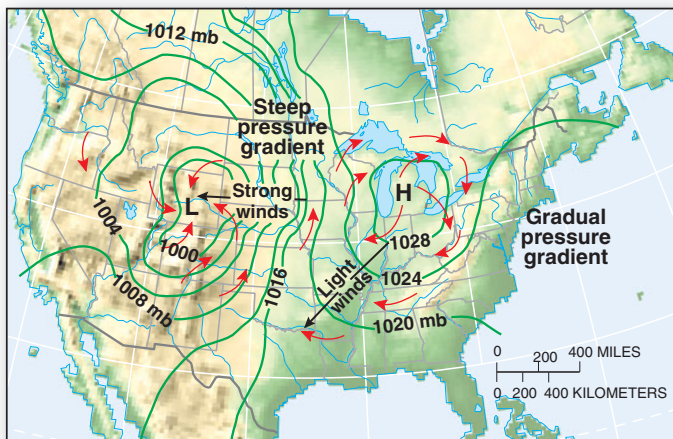 1012 mb
Steep
pressure
gradient
Strong
winds
L
H
1004
1000
1008 mb
1016
Light
winds
1028
1024
1020 mb
Gradual
pressure
gradient
0 200 400 MILES
0 200 400 KILOMETERS